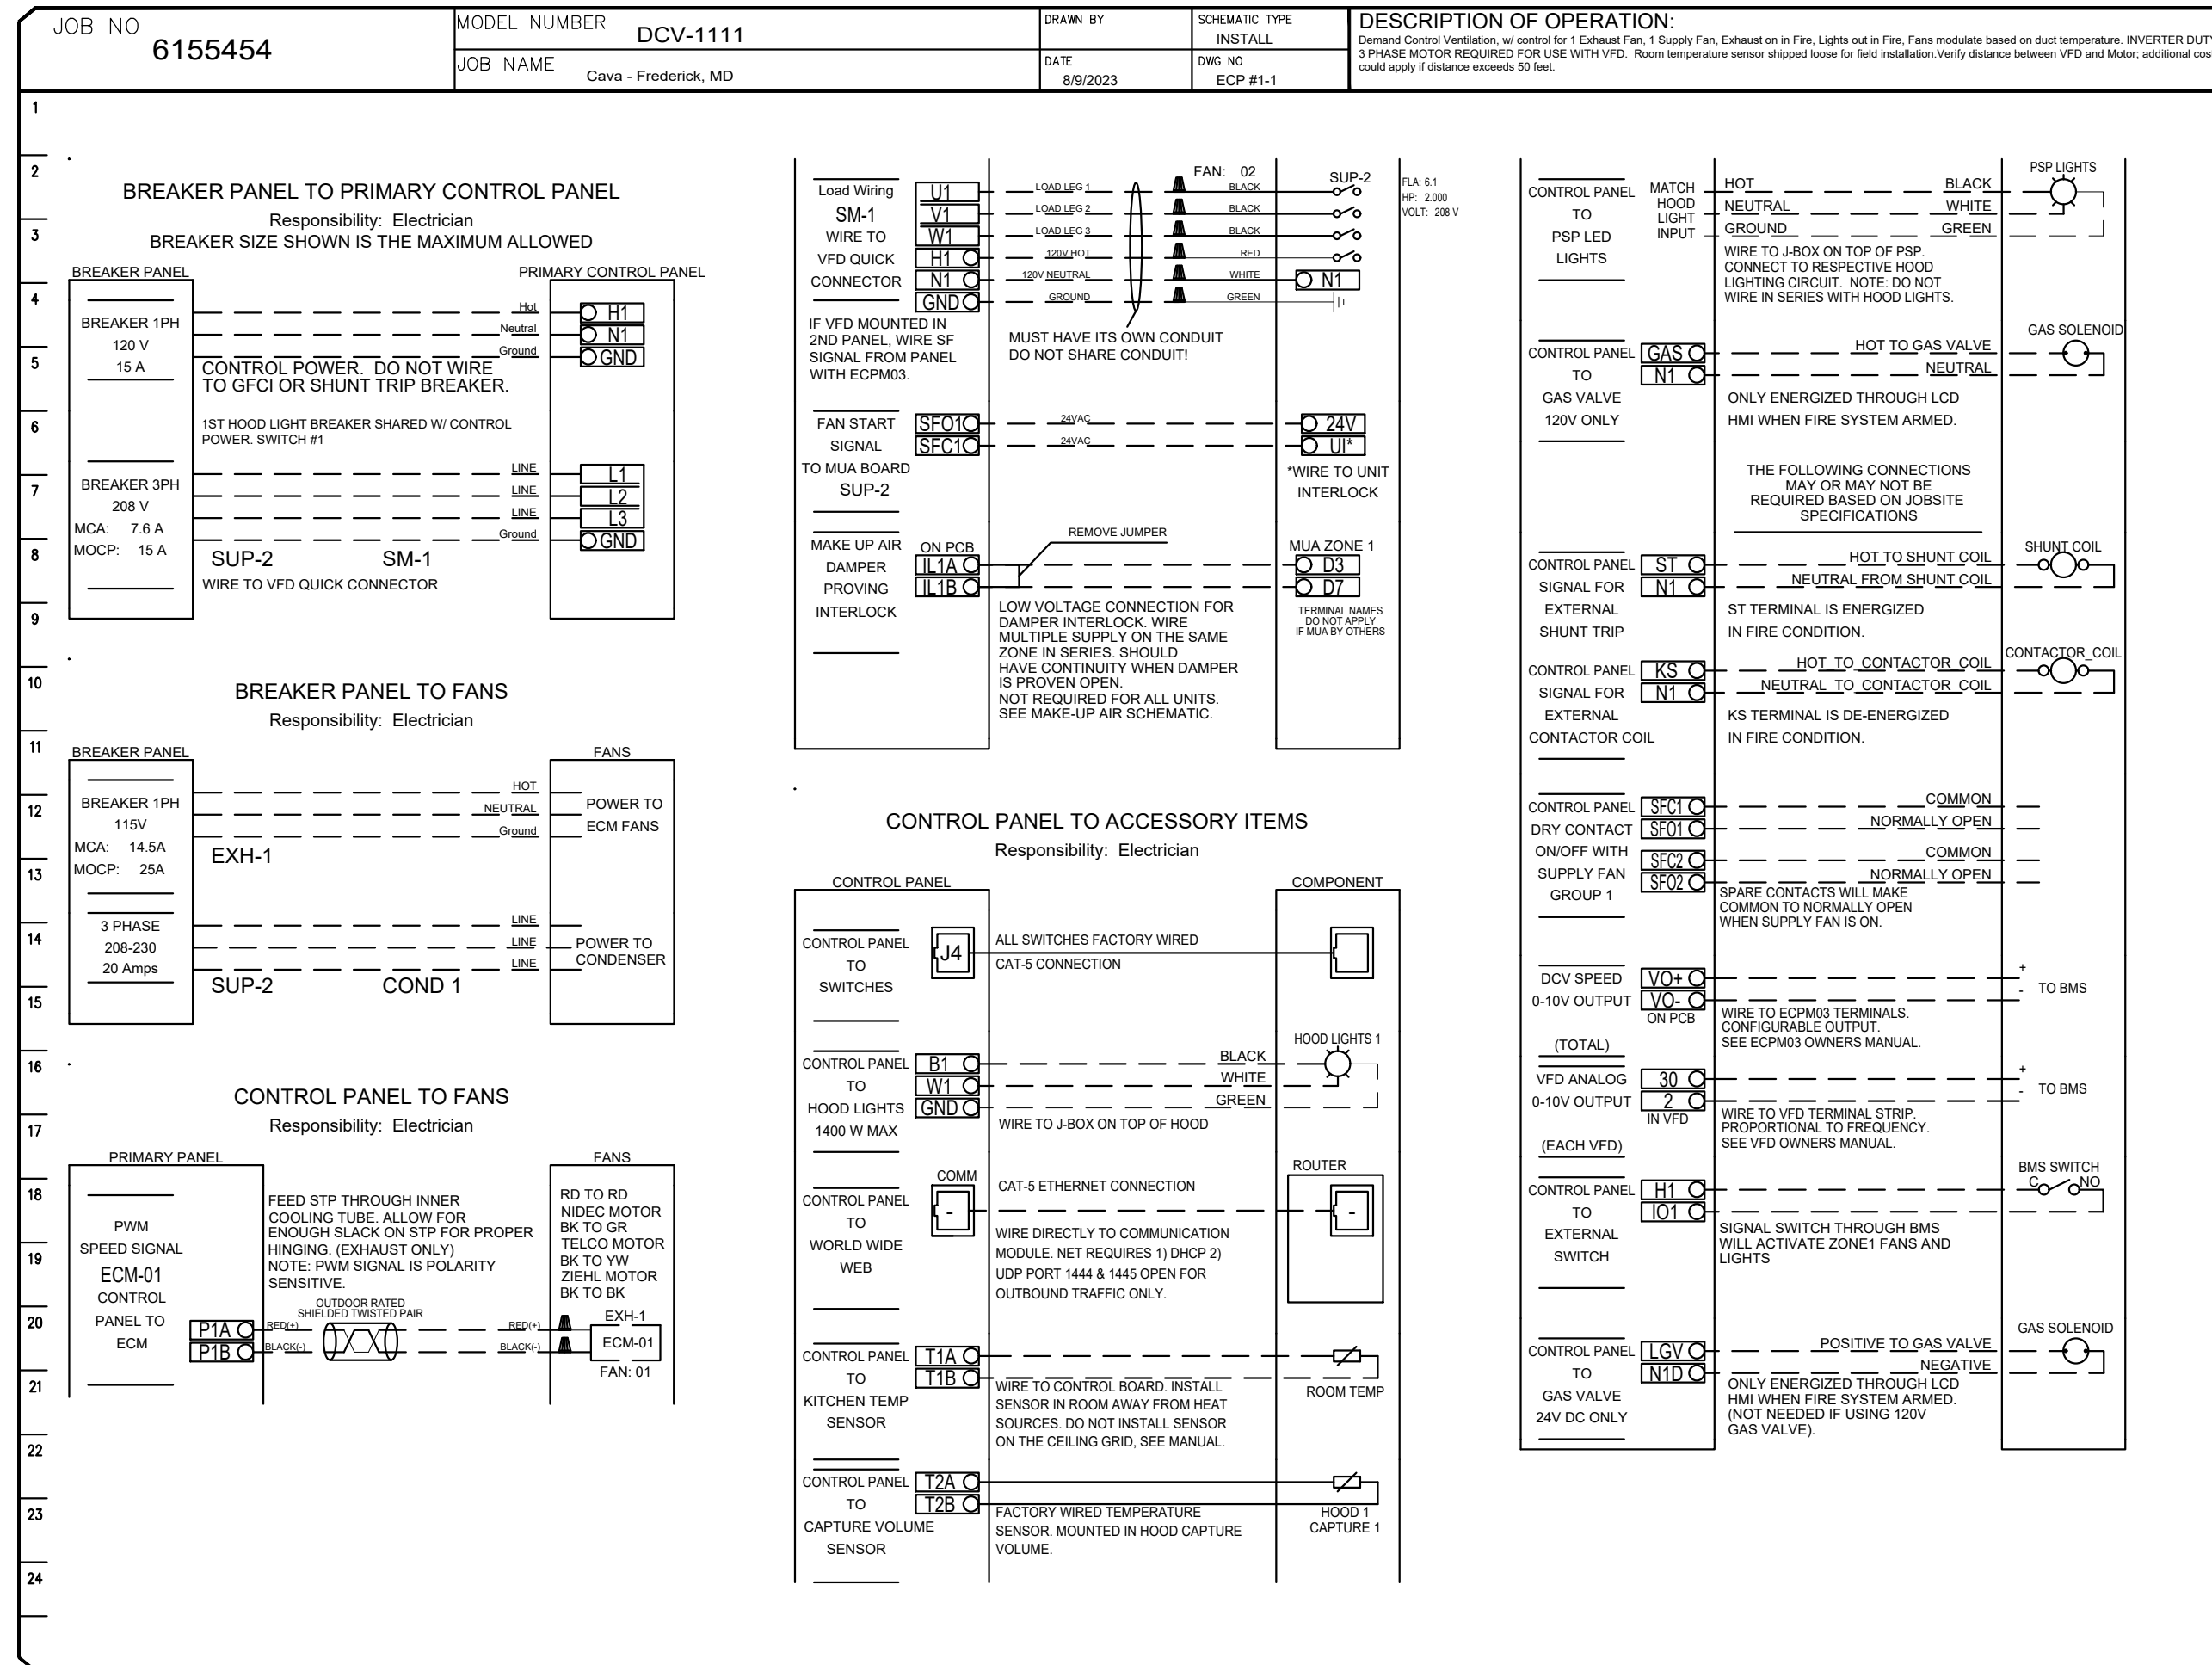 JOB NO
6155454
MODEL NUMBER
DCV-1111
JOB NAME
Cava - Frederick, MD
DRAWN BY
DATE
8/9/2023
SCHEMATIC TYPE
INSTALL
DWG NO
ECP #1-1
DESCRIPTION OF OPERATION:
Demand Control Ventilation, w/ control for 1 Exhaust Fan, 1 Supply Fan, Exhaust on in Fire, Lights out in Fire, Fans modulate based on duct temperature. INVERTER DUTY
3 PHASE MOTOR REQUIRED FOR USE WITH VFD. Room temperature sensor shipped loose for field installation.Verify distance between VFD and Motor; additional cos
could apply if distance exceeds 50 feet.
1
2
3
4
5
6
7
8
9
10
11
12
13
14
15
16
17
18
19
20
21
22
23
24
BREAKER PANEL TO PRIMARY CONTROL PANEL
Responsibility: Electrician
BREAKER SIZE SHOWN IS THE MAXIMUM ALLOWED
BREAKER PANEL
PRIMARY CONTROL PANEL
BREAKER 1PH
120 V
15 A
Hot
H1
Neutral
N1
Ground
GND
CONTROL POWER. DO NOT WIRE
TO GFCI OR SHUNT TRIP BREAKER.
1ST HOOD LIGHT BREAKER SHARED W/ CONTROL
POWER. SWITCH #1
BREAKER 3PH
208 V
MCA: 7.6 A
MOCP: 15 A
LINE
L1
LINE
L2
LINE
L3
Ground
GND
SUP-2
SM-1
WIRE TO VFD QUICK CONNECTOR
BREAKER PANEL TO FANS
Responsibility: Electrician
BREAKER PANEL
FANS
BREAKER 1PH
115V
MCA: 14.5A
MOCP: 25A
HOT
NEUTRAL
Ground
POWER TO
ECM FANS
EXH-1
3 PHASE
208-230
20 Amps
LINE
LINE
LINE
POWER TO
CONDENSER
SUP-2
COND 1
CONTROL PANEL TO FANS
Responsibility: Electrician
PRIMARY PANEL
FANS
PWM
SPEED SIGNAL
ECM-01
CONTROL
PANEL TO
ECM
P1A
P1B
FEED STP THROUGH INNER
COOLING TUBE. ALLOW FOR
ENOUGH SLACK ON STP FOR PROPER
HINGING. (EXHAUST ONLY)
NOTE: PWM SIGNAL IS POLARITY
SENSITIVE.
OUTDOOR RATED
SHIELDED TWISTED PAIR
RED(+)
BLACK(-)
RED(+)
BLACK(-)
RD TO RD
NIDEC MOTOR
BK TO GR
TELCO MOTOR
BK TO YW
ZIEHL MOTOR
BK TO BK
EXH-1
ECM-01
FAN: 01
Load Wiring
SM-1
WIRE TO
VFD QUICK
CONNECTOR
U1
V1
W1
H1
N1
GND
LOAD LEG 1
LOAD LEG 2
LOAD LEG 3
120V HOT
120V NEUTRAL
GROUND
FAN: 02
BLACK
BLACK
BLACK
RED
WHITE
GREEN
SUP-2
N1
FLA: 6.1
HP: 2.000
VOLT: 208 V
IF VFD MOUNTED IN
2ND PANEL, WIRE SF
SIGNAL FROM PANEL
WITH ECPM03.
MUST HAVE ITS OWN CONDUIT
DO NOT SHARE CONDUIT!
FAN START
SIGNAL
TO MUA BOARD
SUP-2
SFO1
SFC1
24VAC
24VAC
24V
UI*
*WIRE TO UNIT
INTERLOCK
MAKE UP AIR
DAMPER
PROVING
INTERLOCK
ON PCB
IL1A
IL1B
REMOVE JUMPER
MUA ZONE 1
D3
D7
TERMINAL NAMES
DO NOT APPLY
IF MUA BY OTHERS
LOW VOLTAGE CONNECTION FOR
DAMPER INTERLOCK. WIRE
MULTIPLE SUPPLY ON THE SAME
ZONE IN SERIES. SHOULD
HAVE CONTINUITY WHEN DAMPER
IS PROVEN OPEN.
NOT REQUIRED FOR ALL UNITS.
SEE MAKE-UP AIR SCHEMATIC.
CONTROL PANEL TO ACCESSORY ITEMS
Responsibility: Electrician
CONTROL PANEL
COMPONENT
CONTROL PANEL
TO
SWITCHES
J4
ALL SWITCHES FACTORY WIRED
CAT-5 CONNECTION
CONTROL PANEL
TO
HOOD LIGHTS
1400 W MAX
B1
W1
GND
BLACK
WHITE
GREEN
HOOD LIGHTS 1
WIRE TO J-BOX ON TOP OF HOOD
CONTROL PANEL
TO
WORLD WIDE
WEB
COMM
-
CAT-5 ETHERNET CONNECTION
ROUTER
-
WIRE DIRECTLY TO COMMUNICATION
MODULE. NET REQUIRES 1) DHCP 2)
UDP PORT 1444 & 1445 OPEN FOR
OUTBOUND TRAFFIC ONLY.
CONTROL PANEL
TO
KITCHEN TEMP
SENSOR
T1A
T1B
ROOM TEMP
WIRE TO CONTROL BOARD. INSTALL
SENSOR IN ROOM AWAY FROM HEAT
SOURCES. DO NOT INSTALL SENSOR
ON THE CEILING GRID, SEE MANUAL.
CONTROL PANEL
TO
CAPTURE VOLUME
SENSOR
T2A
T2B
FACTORY WIRED TEMPERATURE
SENSOR. MOUNTED IN HOOD CAPTURE
VOLUME.
HOOD 1
CAPTURE 1
CONTROL PANEL
TO
PSP LED
LIGHTS
MATCH
HOOD
LIGHT
INPUT
HOT
NEUTRAL
GROUND
BLACK
WHITE
GREEN
PSP LIGHTS
WIRE TO J-BOX ON TOP OF PSP.
CONNECT TO RESPECTIVE HOOD
LIGHTING CIRCUIT. NOTE: DO NOT
WIRE IN SERIES WITH HOOD LIGHTS.
CONTROL PANEL
TO
GAS VALVE
120V ONLY
GAS
N1
HOT TO GAS VALVE
NEUTRAL
GAS SOLENOID
ONLY ENERGIZED THROUGH LCD
HMI WHEN FIRE SYSTEM ARMED.
THE FOLLOWING CONNECTIONS
MAY OR MAY NOT BE
REQUIRED BASED ON JOBSITE
SPECIFICATIONS
CONTROL PANEL
SIGNAL FOR
EXTERNAL
SHUNT TRIP
ST
N1
HOT TO SHUNT COIL
NEUTRAL FROM SHUNT COIL
SHUNT COIL
ST TERMINAL IS ENERGIZED
IN FIRE CONDITION.
CONTROL PANEL
SIGNAL FOR
EXTERNAL
CONTACTOR COIL
KS
N1
HOT TO CONTACTOR COIL
NEUTRAL TO CONTACTOR COIL
CONTACTOR_COIL
KS TERMINAL IS DE-ENERGIZED
IN FIRE CONDITION.
CONTROL PANEL
DRY CONTACT
ON/OFF WITH
SUPPLY FAN
GROUP 1
SFC1
SFO1
SFC2
SFO2
COMMON
NORMALLY OPEN
COMMON
NORMALLY OPEN
SPARE CONTACTS WILL MAKE
COMMON TO NORMALLY OPEN
WHEN SUPPLY FAN IS ON.
DCV SPEED
0-10V OUTPUT
(TOTAL)
VO+
VO-
ON PCB
+
-
TO BMS
WIRE TO ECPM03 TERMINALS.
CONFIGURABLE OUTPUT.
SEE ECPM03 OWNERS MANUAL.
VFD ANALOG
0-10V OUTPUT
(EACH VFD)
30
2
IN VFD
+
-
TO BMS
WIRE TO VFD TERMINAL STRIP.
PROPORTIONAL TO FREQUENCY.
SEE VFD OWNERS MANUAL.
CONTROL PANEL
TO
EXTERNAL
SWITCH
H1
IO1
BMS SWITCH
C
NO
SIGNAL SWITCH THROUGH BMS
WILL ACTIVATE ZONE1 FANS AND
LIGHTS
CONTROL PANEL
TO
GAS VALVE
24V DC ONLY
LGV
N1D
POSITIVE TO GAS VALVE
NEGATIVE
GAS SOLENOID
ONLY ENERGIZED THROUGH LCD
HMI WHEN FIRE SYSTEM ARMED.
(NOT NEEDED IF USING 120V
GAS VALVE).